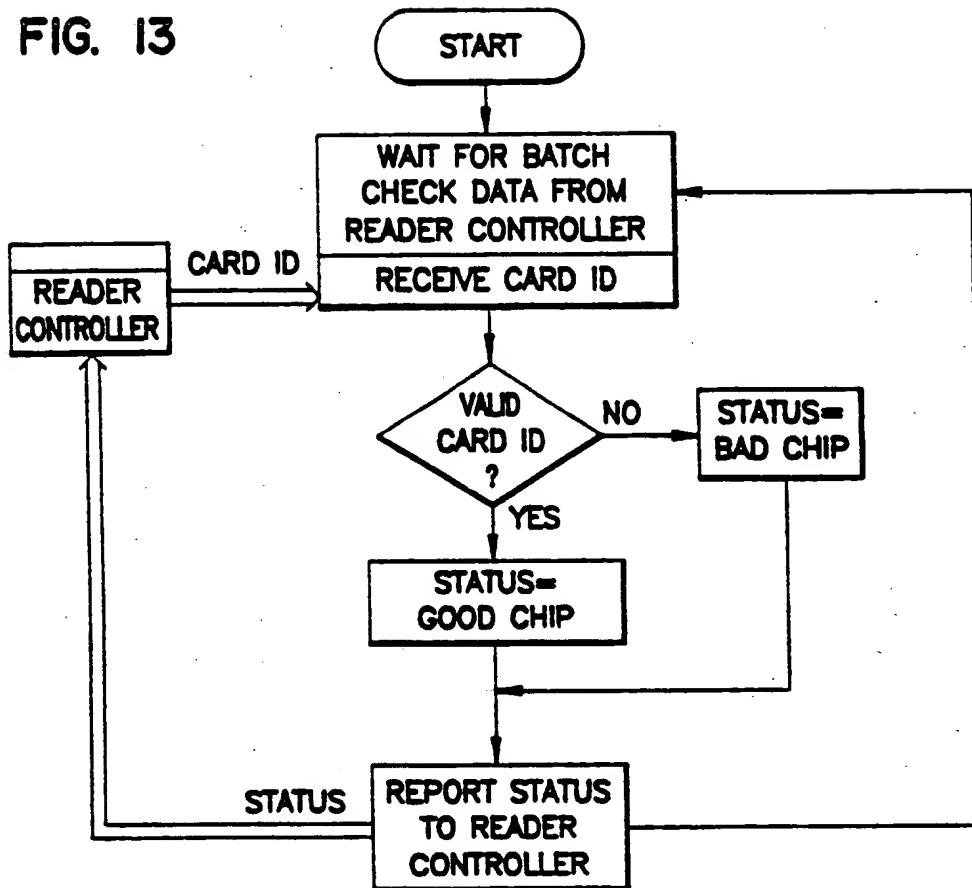 FIG. 13
START
WAIT FOR BATCH
CHECK DATA FROM
READER CONTROLLER
RECEIVE CARD ID
CARD ID
READER
CONTROLLER
VALID
CARD ID
?
NO
STATUS=
BAD CHIP
YES
STATUS=
GOOD CHIP
STATUS
REPORT STATUS
TO READER
CONTROLLER